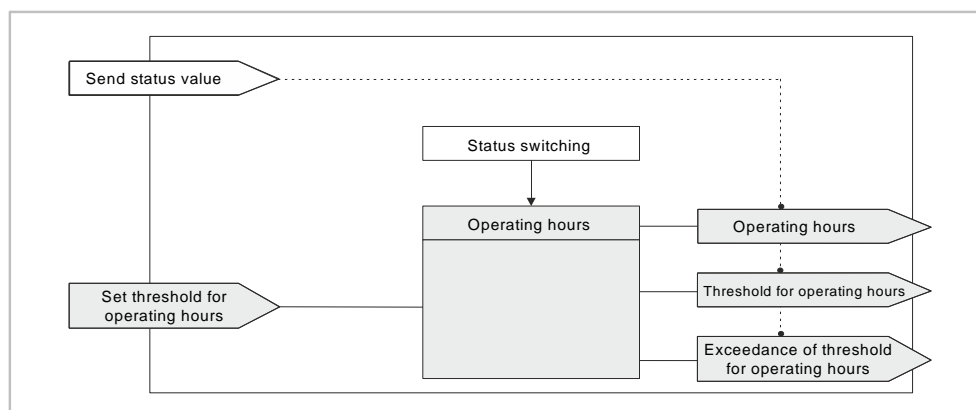 Send status value
Status switching
Operating hours
Operating hours
Threshold for operating hours
Set threshold for
operating hours
Exceedance of threshold
for operating hours